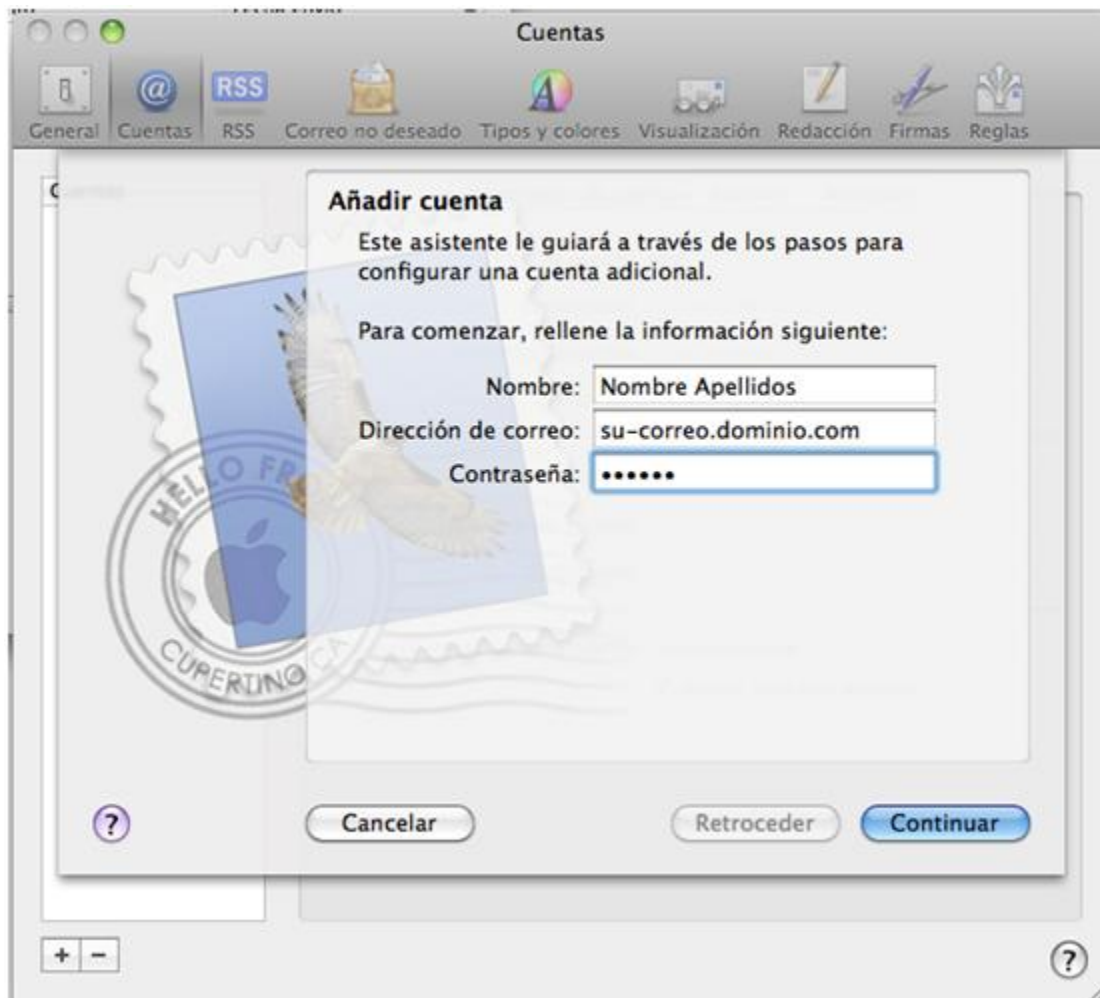 Cuentas
General Cuentas RSS RSS Correo no deseado Tipos y colores Visualización Redacción Firmas Reglas
Añadir cuenta
Este asistente le guiará a través de los pasos para
configurar una cuenta adicional.
Para comenzar, rellene la información siguiente:
Nombre: Nombre Apellidos
Dirección de correo: su-correo.dominio.com
Contraseña: ••••••
HELLO FR
CUPERTINO CA
? Cancelar Retroceder Continuar
+ − ?